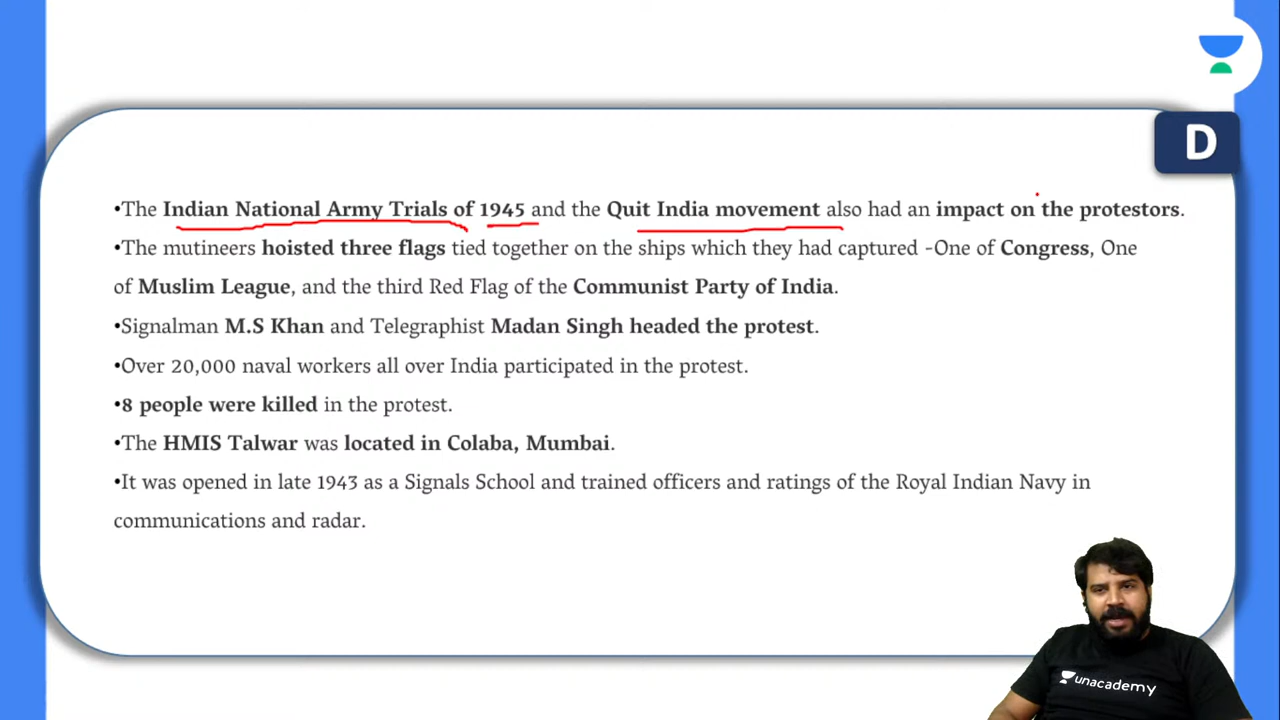 D
•The Indian National Army Trials of 1945 and the Quit India movement also had an impact on the protestors.
•The mutineers hoisted three flags tied together on the ships which they had captured -One of Congress, One
of Muslim League, and the third Red Flag of the Communist Party of India.
•Signalman M.S Khan and Telegraphist Madan Singh headed the protest.
•Over 20,000 naval workers all over India participated in the protest.
•8 people were killed in the protest.
•The HMIS Talwar was located in Colaba, Mumbai.
•It was opened in late 1943 as a Signals School and trained officers and ratings of the Royal Indian Navy in
communications and radar.
unacademy